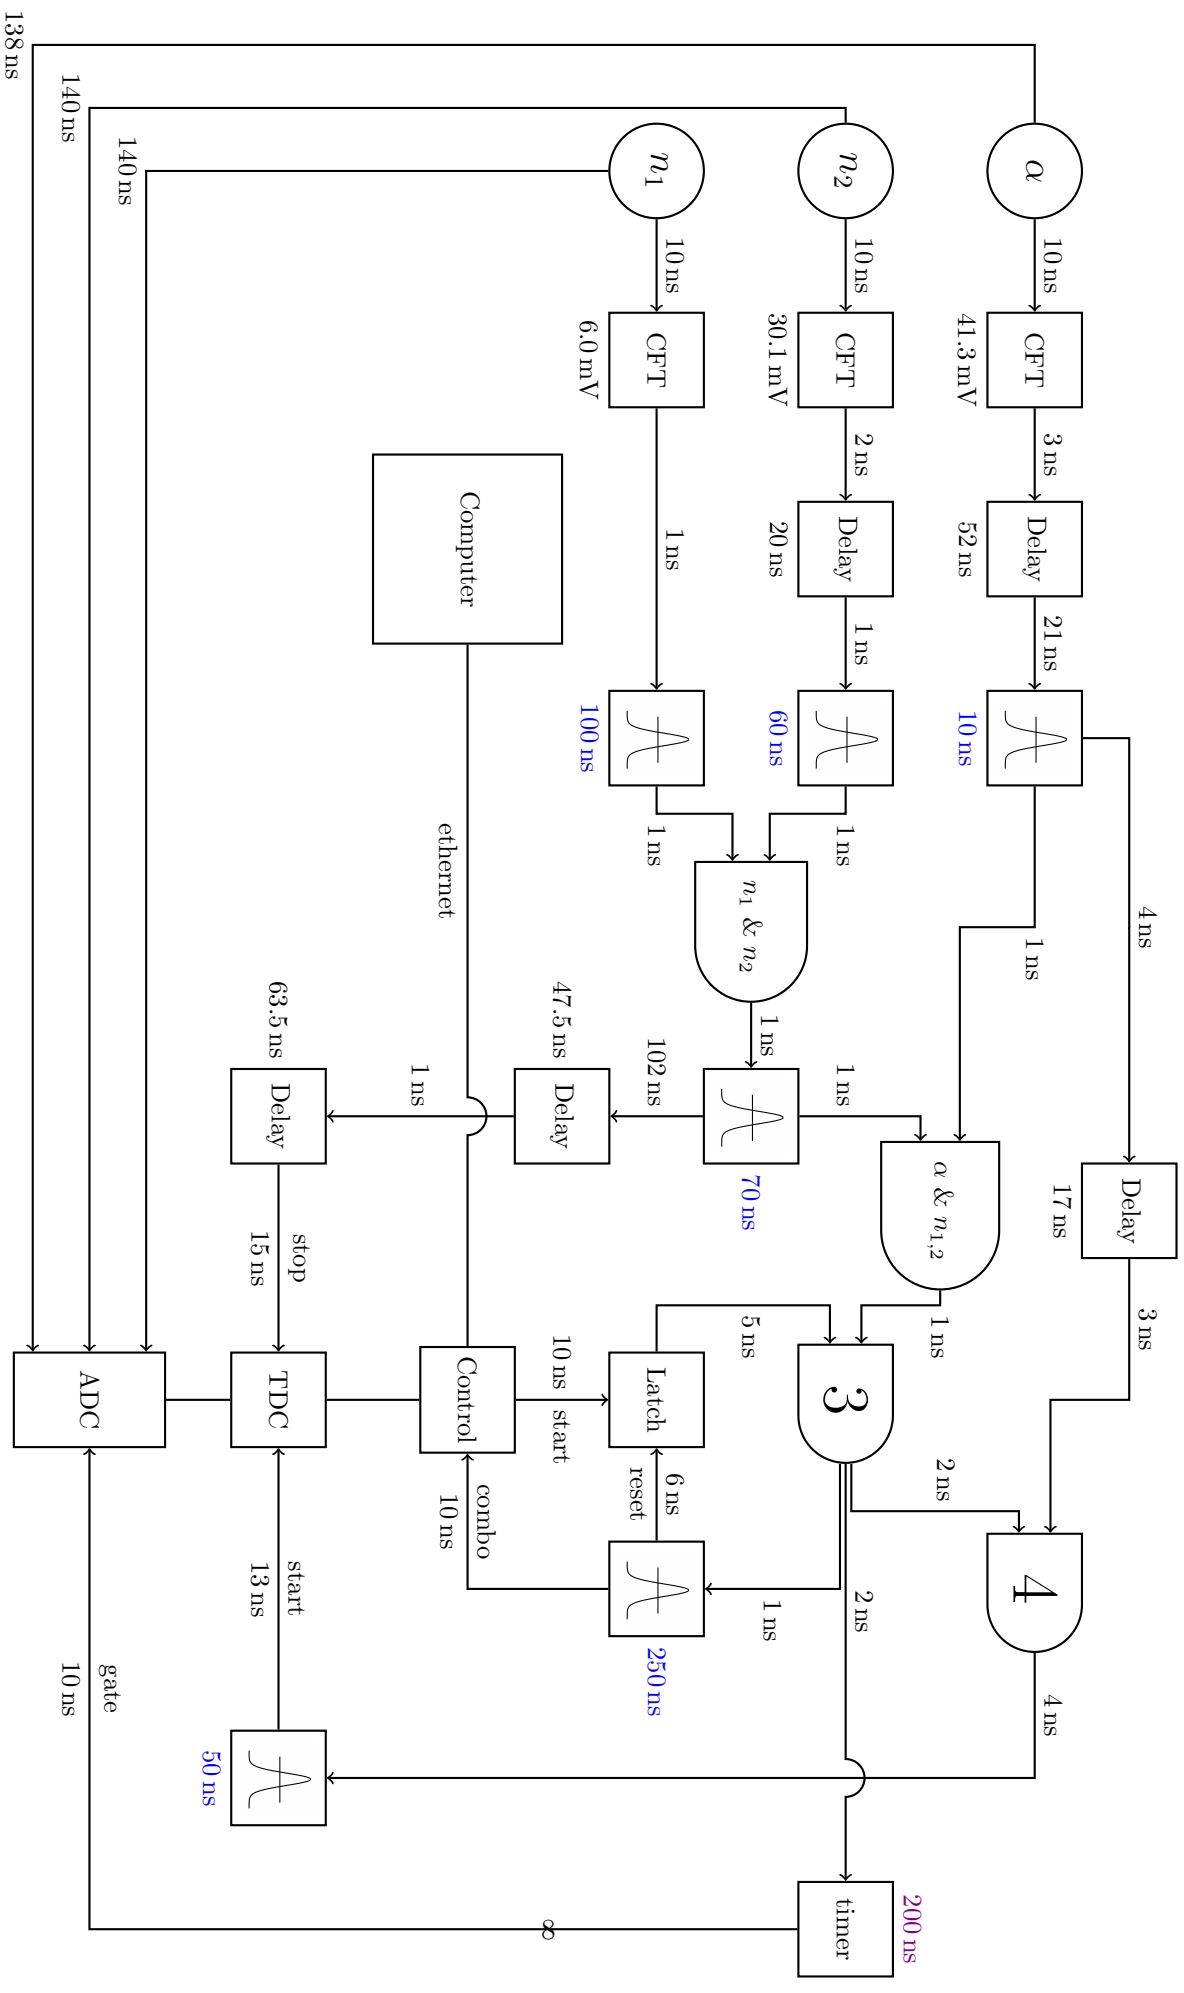 α
10 ns
CFT
41.3 mV
3 ns
Delay
52 ns
21 ns
10 ns
4 ns
1 ns
Delay
17 ns
3 ns
n₂
10 ns
CFT
30.1 mV
2 ns
Delay
20 ns
1 ns
60 ns
1 ns
n₁
10 ns
CFT
6.0 mV
1 ns
100 ns
1 ns
n₁ & n₂
1 ns
70 ns
1 ns
α & n₁,₂
1 ns
3
2 ns
4
4 ns
2 ns
timer
200 ns
1 ns
250 ns
6 ns
reset
Latch
5 ns
10 ns start
combo
10 ns
Control
Computer
ethernet
102 ns
Delay
47.5 ns
1 ns
Delay
63.5 ns
stop
15 ns
TDC
start
13 ns
50 ns
ADC
gate
10 ns
8
140 ns
140 ns
138 ns